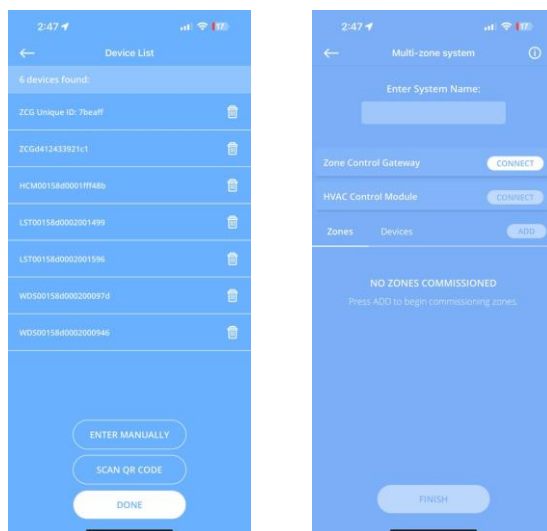 2:47
17
Device List
6 devices found:
ZCG Unique ID: 7beaff
ZCGd412433921c1
HCM00158d0001fff48b
LST00158d0002001499
LST00158d0002001596
WDS00158d000200097d
WDS00158d0002000946
ENTER MANUALLY
SCAN QR CODE
DONE
2:47
17
Multi-zone system
Enter System Name:
Zone Control Gateway CONNECT
HVAC Control Module CONNECT
Zones Devices ADD
NO ZONES COMMISSIONED
Press ADD to begin commissioning zones.
FINISH